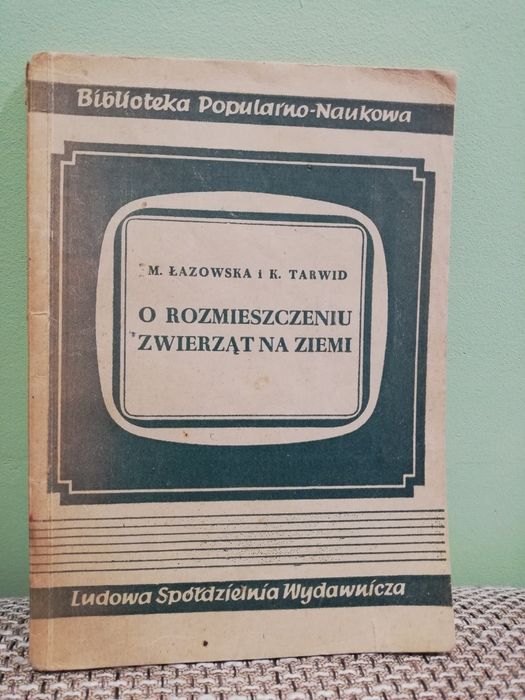 Biblioteka Popularno-Naukowa
M. ŁAZOWSKA i K. TARWID
O ROZMIESZCZENIU
ZWIERZĄT NA ZIEMI
Ludowa Spółdzielnia Wydawnicza